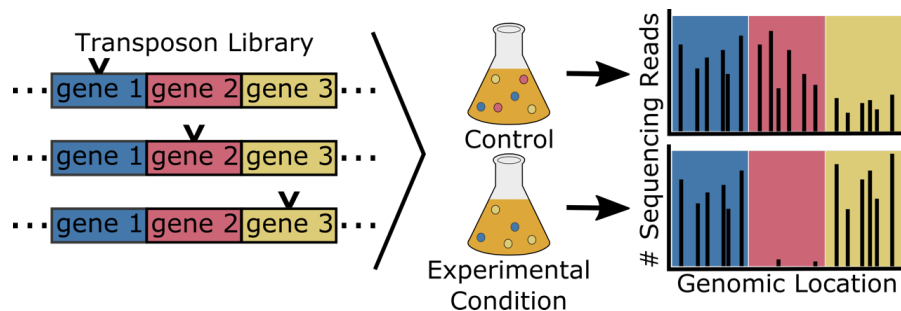 Transposon Library
... gene 1 gene 2 gene 3 ...
... gene 1 gene 2 gene 3 ...
... gene 1 gene 2 gene 3 ...
Control
Experimental
Condition
# Sequencing Reads
Genomic Location